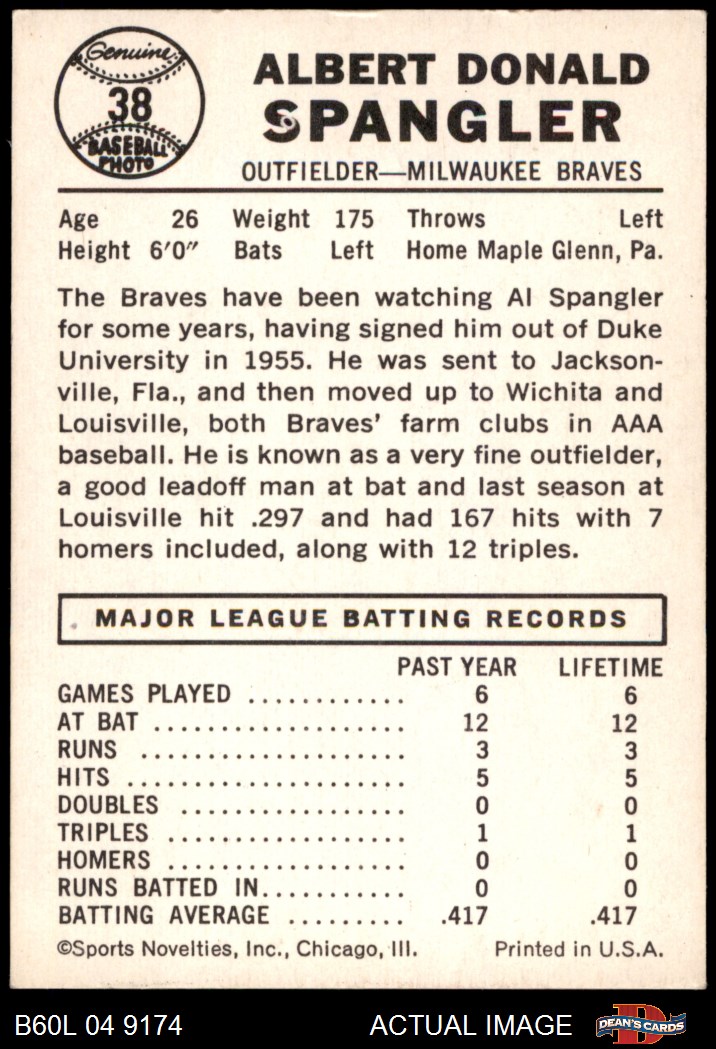 Genuine
38
BASEBALL
PHOTO
ALBERT DONALD
SPANGLER
OUTFIELDER—MILWAUKEE BRAVES
Age 26 Weight 175 Throws Left
Height 6'0" Bats Left Home Maple Glenn, Pa.
The Braves have been watching Al Spangler
for some years, having signed him out of Duke
University in 1955. He was sent to Jackson-
ville, Fla., and then moved up to Wichita and
Louisville, both Braves' farm clubs in AAA
baseball. He is known as a very fine outfielder,
a good leadoff man at bat and last season at
Louisville hit .297 and had 167 hits with 7
homers included, along with 12 triples.
MAJOR LEAGUE BATTING RECORDS
PAST YEAR LIFETIME
GAMES PLAYED ............ 6 6
AT BAT ................... 12 12
RUNS .................... 3 3
HITS ..................... 5 5
DOUBLES ................. 0 0
TRIPLES .................. 1 1
HOMERS .................. 0 0
RUNS BATTED IN........... 0 0
BATTING AVERAGE ......... .417 .417
©Sports Novelties, Inc., Chicago, Ill. Printed in U.S.A.
B60L 04 9174 ACTUAL IMAGE D DEAN'S CARDS